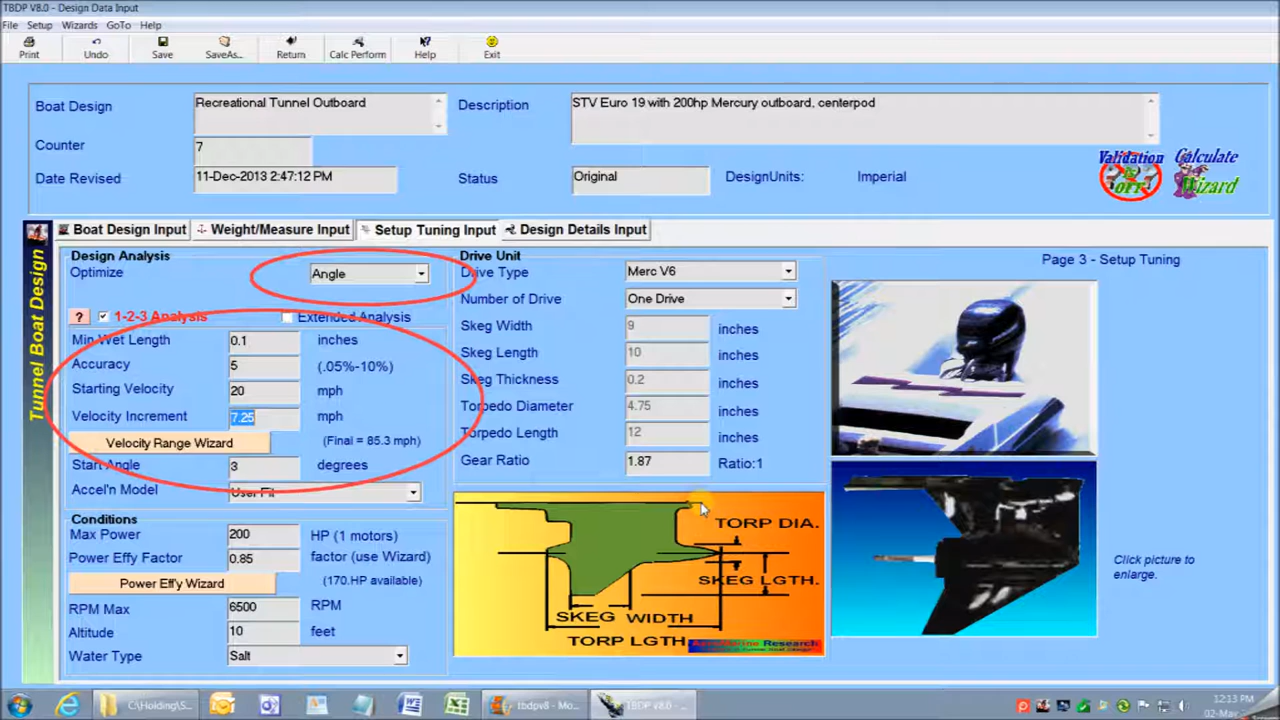 TBDP V8.0 - Design Data Input
File Setup Wizards GoTo Help
Print Undo Save SaveAs... Return Calc Perform Help Exit
Boat Design Recreational Tunnel Outboard Description STV Euro 19 with 200hp Mercury outboard, centerpod
Counter 7
Date Revised 11-Dec-2013 2:47:12 PM Status Original DesignUnits: Imperial
Validation is OFF!
Calculate Wizard
Boat Design Input Weight/Measure Input Setup Tuning Input Design Details Input
Tunnel Boat Design
Design Analysis
Optimize Angle
? 1-2-3 Analysis Extended Analysis
Min Wet Length 0.1 inches
Accuracy 5 (.05%-10%)
Starting Velocity 20 mph
Velocity Increment 7.25 mph
Velocity Range Wizard (Final = 85.3 mph)
Start Angle 3 degrees
Accel'n Model User Fit
Conditions
Max Power 200 HP (1 motors)
Power Effy Factor 0.85 factor (use Wizard)
Power Effy Wizard (170.HP available)
RPM Max 6500 RPM
Altitude 10 feet
Water Type Salt
Drive Unit
Drive Type Merc V6
Number of Drive One Drive
Skeg Width 9 inches
Skeg Length 10 inches
Skeg Thickness 0.2 inches
Torpedo Diameter 4.75 inches
Torpedo Length 12 inches
Gear Ratio 1.87 Ratio:1
TORP DIA.
SKEG LGTH.
SKEG WIDTH
TORP LGTH
Page 3 - Setup Tuning
Click picture to
enlarge.
C:\Holding\S... tbdpv8 - Mo... TBDP V8.0 - ...
12:13 PM